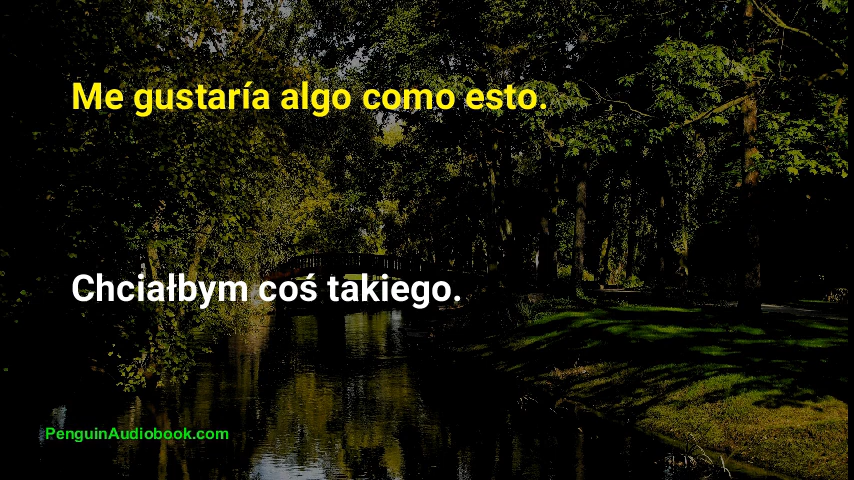 Me gustaría algo como esto.
Chciałbym coś takiego.
PenguinAudiobook.com